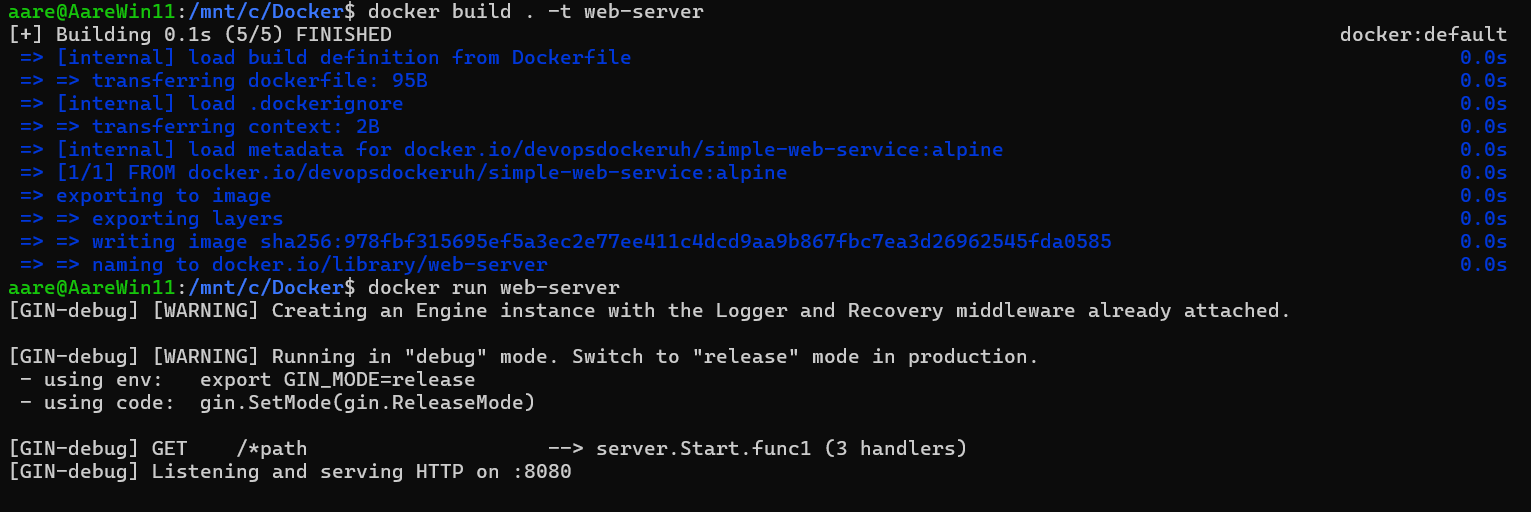 aare@AareWin11:/mnt/c/Docker$ docker build . -t web-server
[+] Building 0.1s (5/5) FINISHED docker:default
=> [internal] load build definition from Dockerfile 0.0s
=> => transferring dockerfile: 95B 0.0s
=> [internal] load .dockerignore 0.0s
=> => transferring context: 2B 0.0s
=> [internal] load metadata for docker.io/devopsdockeruh/simple-web-service:alpine 0.0s
=> [1/1] FROM docker.io/devopsdockeruh/simple-web-service:alpine 0.0s
=> exporting to image 0.0s
=> => exporting layers 0.0s
=> => writing image sha256:978fbf315695ef5a3ec2e77ee411c4dcd9aa9b867fbc7ea3d26962545fda0585 0.0s
=> => naming to docker.io/library/web-server 0.0s
aare@AareWin11:/mnt/c/Docker$ docker run web-server
[GIN-debug] [WARNING] Creating an Engine instance with the Logger and Recovery middleware already attached.
[GIN-debug] [WARNING] Running in "debug" mode. Switch to "release" mode in production.
- using env: export GIN_MODE=release
- using code: gin.SetMode(gin.ReleaseMode)
[GIN-debug] GET /*path --> server.Start.func1 (3 handlers)
[GIN-debug] Listening and serving HTTP on :8080